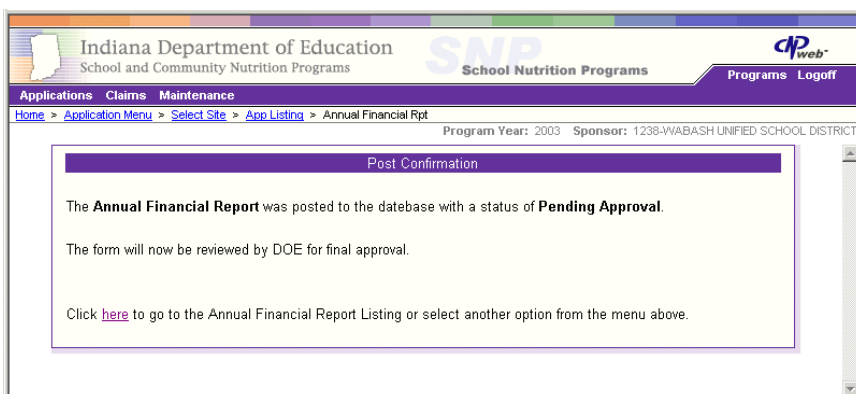 Indiana Department of Education
School and Community Nutrition Programs
SNP
School Nutrition Programs
CNPweb
Programs Logoff
Applications Claims Maintenance
Home > Application Menu > Select Site > App Listing > Annual Financial Rpt
Program Year: 2003 Sponsor: 1238-WABASH UNIFIED SCHOOL DISTRICT
Post Confirmation
The Annual Financial Report was posted to the datebase with a status of Pending Approval.
The form will now be reviewed by DOE for final approval.
Click here to go to the Annual Financial Report Listing or select another option from the menu above.